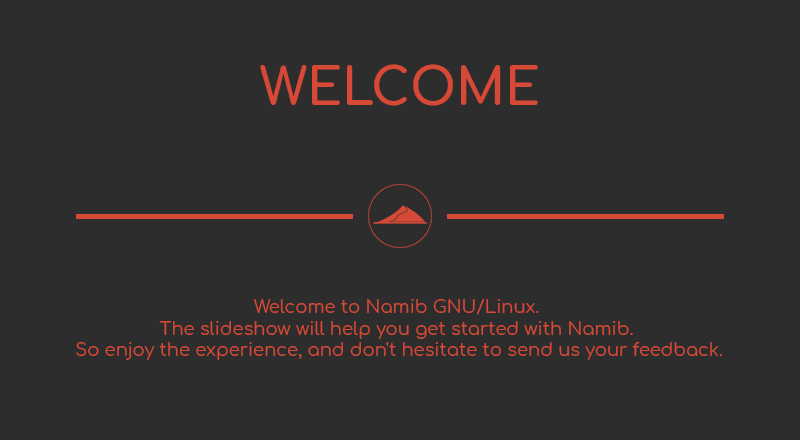 WELCOME
Welcome to Namib GNU/Linux.
The slideshow will help you get started with Namib.
So enjoy the experience, and don't hesitate to send us your feedback.